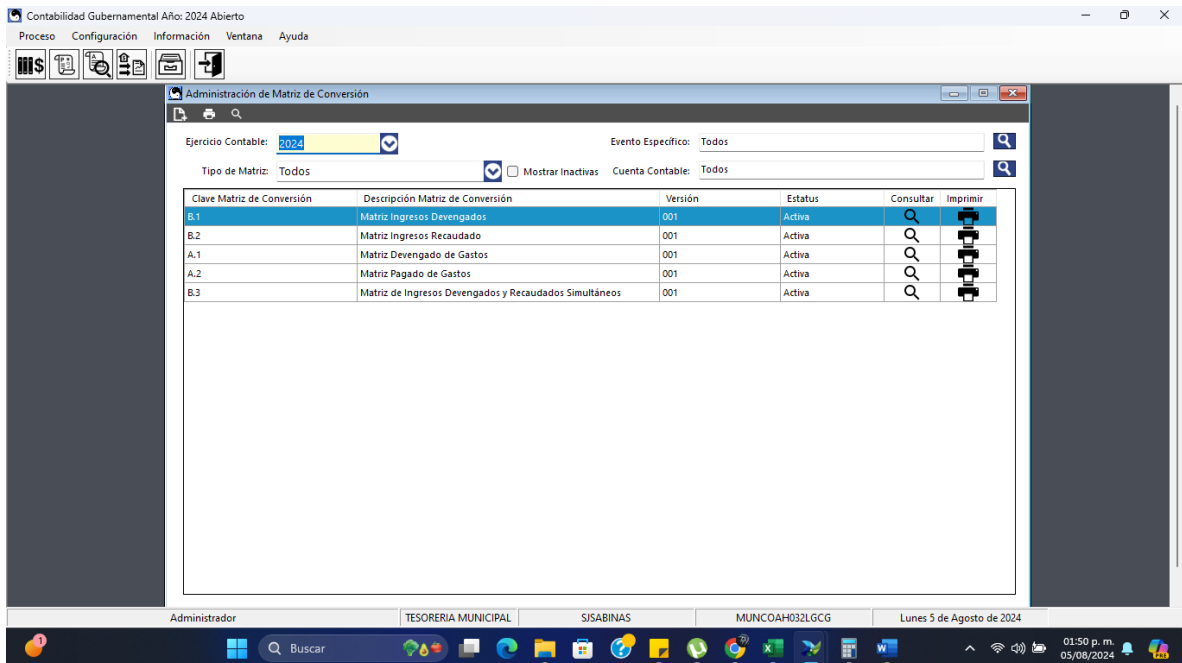 Contabilidad Gubernamental Año: 2024 Abierto
Proceso Configuración Información Ventana Ayuda
Administración de Matriz de Conversión
Ejercicio Contable: 2024 Evento Específico: Todos
Tipo de Matriz: Todos Mostrar Inactivas Cuenta Contable: Todos
Clave Matriz de Conversión Descripción Matriz de Conversión Versión Estatus Consultar Imprimir
B.1 Matriz Ingresos Devengados 001 Activa
B.2 Matriz Ingresos Recaudado 001 Activa
A.1 Matriz Devengado de Gastos 001 Activa
A.2 Matriz Pagado de Gastos 001 Activa
B.3 Matriz de Ingresos Devengados y Recaudados Simultáneos 001 Activa
Administrador TESORERIA MUNICIPAL SJSABINAS MUNCOAH032LGCG Lunes 5 de Agosto de 2024
1 Buscar 01:50 p. m.
05/08/2024